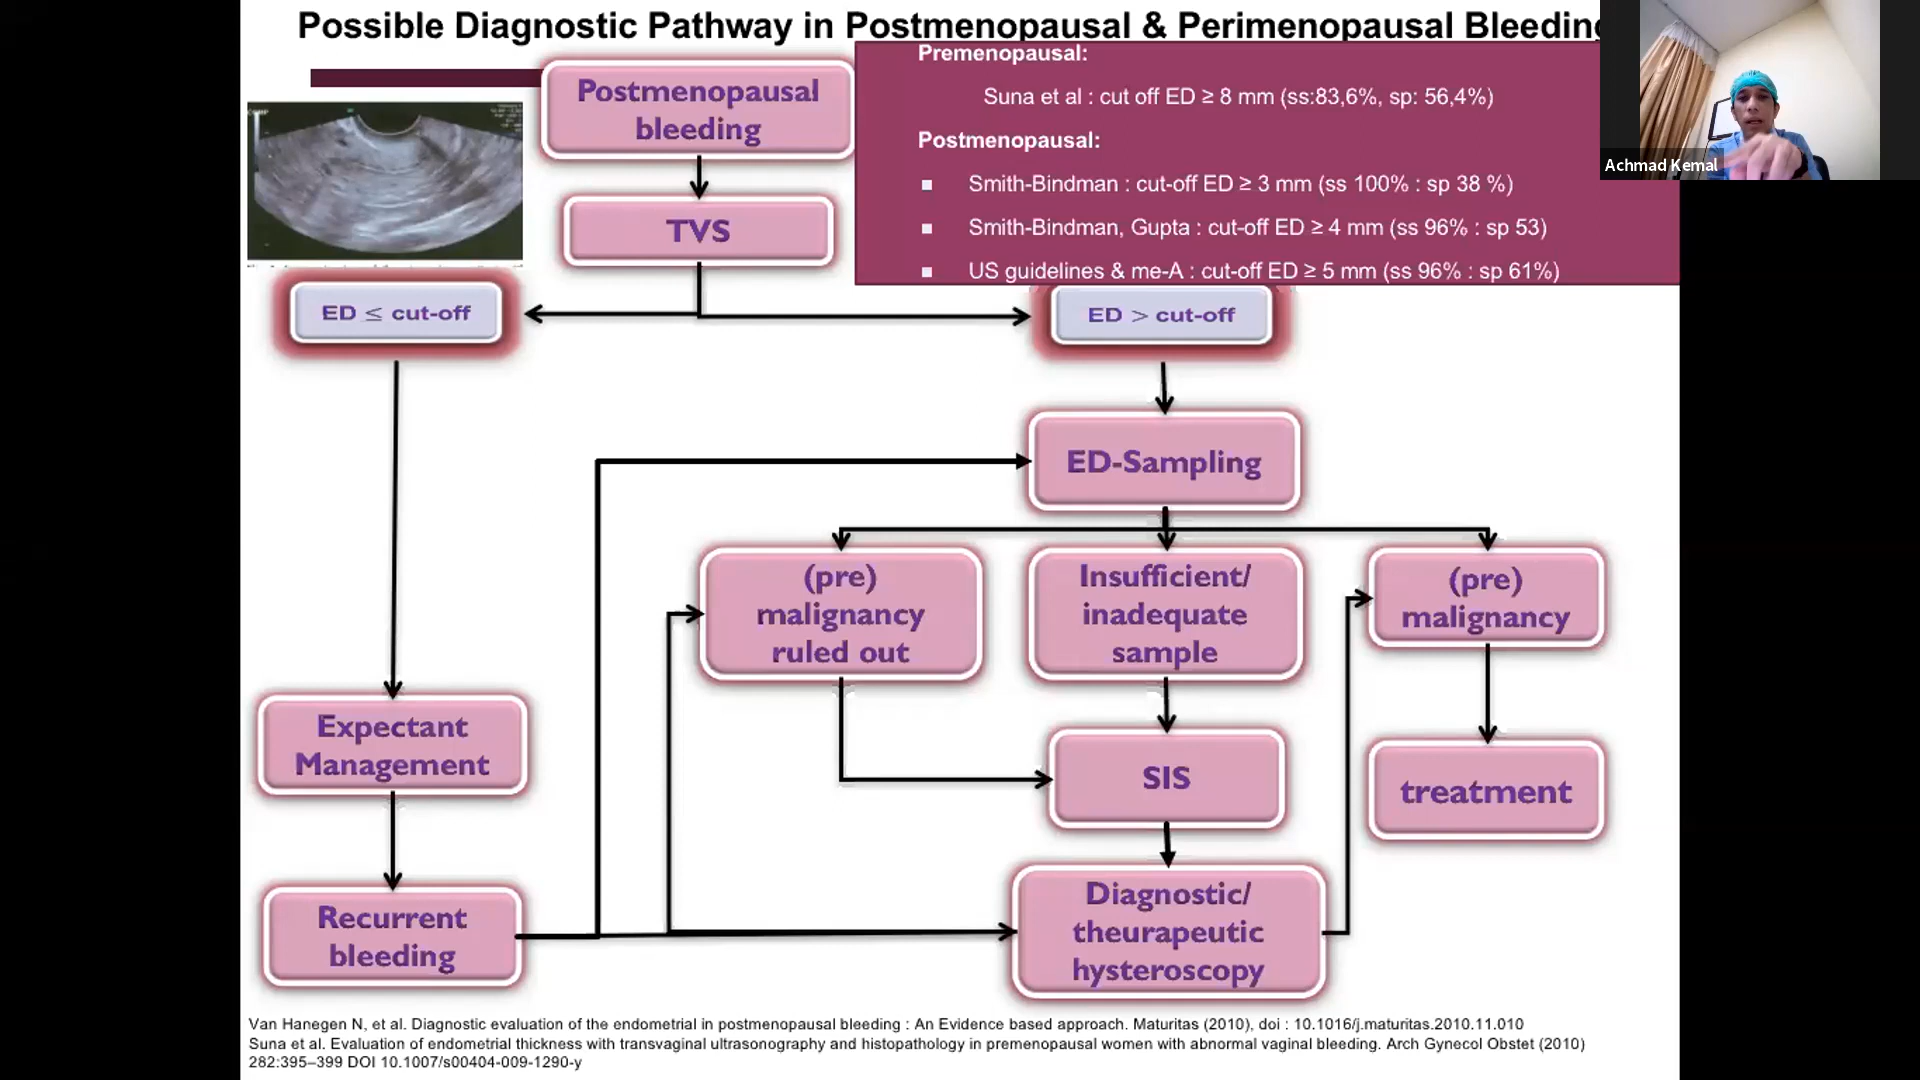 Possible Diagnostic Pathway in Postmenopausal & Perimenopausal Bleeding
Premenopausal:
Suna et al : cut off ED ≥ 8 mm (ss:83,6%, sp: 56,4%)
Postmenopausal:
▪ Smith-Bindman : cut-off ED ≥ 3 mm (ss 100% : sp 38 %)
▪ Smith-Bindman, Gupta : cut-off ED ≥ 4 mm (ss 96% : sp 53)
▪ US guidelines & me-A : cut-off ED ≥ 5 mm (ss 96% : sp 61%)
Achmad Kemal
Postmenopausal
bleeding
TVS
ED ≤ cut-off
ED > cut-off
ED-Sampling
(pre)
malignancy
ruled out
Insufficient/
inadequate
sample
(pre)
malignancy
Expectant
Management
SIS
treatment
Recurrent
bleeding
Diagnostic/
theurapeutic
hysteroscopy
Van Hanegen N, et al. Diagnostic evaluation of the endometrial in postmenopausal bleeding : An Evidence based approach. Maturitas (2010), doi : 10.1016/j.maturitas.2010.11.010
Suna et al. Evaluation of endometrial thickness with transvaginal ultrasonography and histopathology in premenopausal women with abnormal vaginal bleeding. Arch Gynecol Obstet (2010)
282:395–399 DOI 10.1007/s00404-009-1290-y